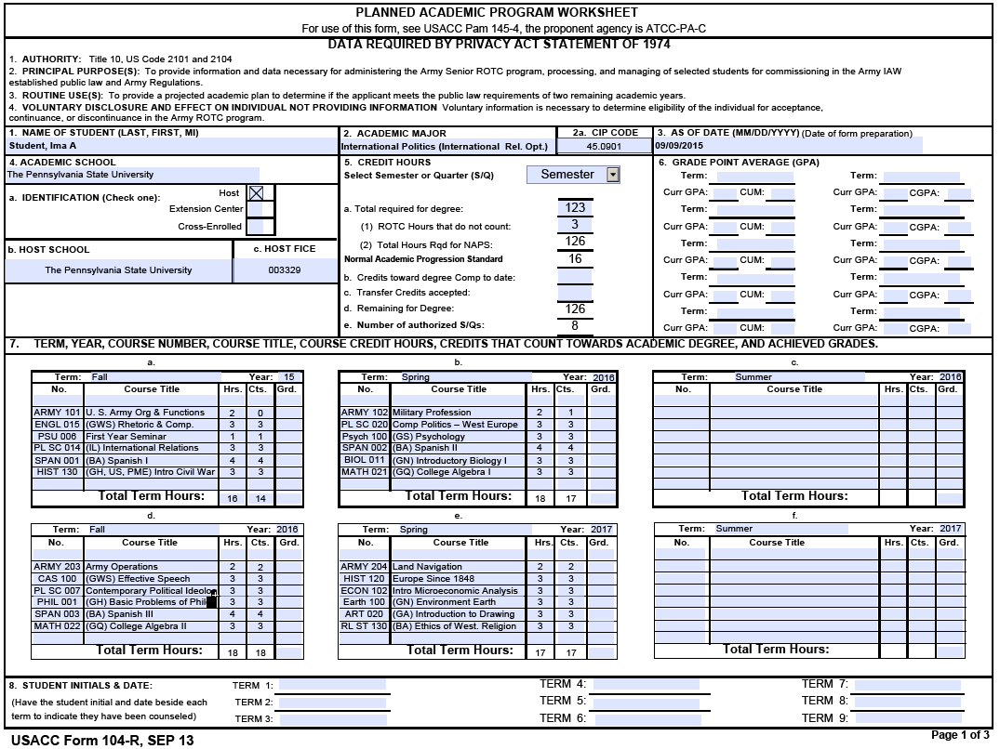 PLANNED ACADEMIC PROGRAM WORKSHEET
For use of this form, see USACC Pam 145-4, the proponent agency is ATCC-PA-C
DATA REQUIRED BY PRIVACY ACT STATEMENT OF 1974
1. AUTHORITY: Title 10, US Code 2101 and 2104
2. PRINCIPAL PURPOSE(S): To provide information and data necessary for administering the Army Senior ROTC program, processing, and managing of selected students for commissioning in the Army IAW
established public law and Army Regulations.
3. ROUTINE USE(S): To provide a projected academic plan to determine if the applicant meets the public law requirements of two remaining academic years.
4. VOLUNTARY DISCLOSURE AND EFFECT ON INDIVIDUAL NOT PROVIDING INFORMATION Voluntary information is necessary to determine eligibility of the individual for acceptance,
continuance, or discontinuance in the Army ROTC program.
1. NAME OF STUDENT (LAST, FIRST, MI)
Student, Ima A
2. ACADEMIC MAJOR
International Politics (International Rel. Opt.)
2a. CIP CODE
45.0901
3. AS OF DATE (MM/DD/YYYY) (Date of form preparation)
09/09/2015
4. ACADEMIC SCHOOL
The Pennsylvania State University
a. IDENTIFICATION (Check one):
Host
Extension Center
Cross-Enrolled
b. HOST SCHOOL
The Pennsylvania State University
c. HOST FICE
003329
5. CREDIT HOURS
Select Semester or Quarter (S/Q) Semester
a. Total required for degree: 123
(1) ROTC Hours that do not count: 3
(2) Total Hours Rqd for NAPS: 126
Normal Academic Progression Standard 16
b. Credits toward degree Comp to date:
c. Transfer Credits accepted:
d. Remaining for Degree: 126
e. Number of authorized S/Qs: 8
6. GRADE POINT AVERAGE (GPA)
Term: Term:
Curr GPA: CUM: Curr GPA: CGPA:
Term: Term:
Curr GPA: CUM: Curr GPA: CGPA:
Term: Term:
Curr GPA: CUM: Curr GPA: CGPA:
Term: Term:
Curr GPA: CUM: Curr GPA: CGPA:
Term: Term:
Curr GPA: CUM: Curr GPA: CGPA:
7. TERM, YEAR, COURSE NUMBER, COURSE TITLE, COURSE CREDIT HOURS, CREDITS THAT COUNT TOWARDS ACADEMIC DEGREE, AND ACHIEVED GRADES.
a.
Term: Fall Year: 15
No. Course Title Hrs. Cts. Grd.
ARMY 101 U. S. Army Org & Functions 2 0
ENGL 015 (GWS) Rhetoric & Comp. 3 3
PSU 006 First Year Seminar 1 1
PL SC 014 (IL) International Relations 3 3
SPAN 001 (BA) Spanish I 4 4
HIST 130 (GH, US, PME) Intro Civil War 3 3
Total Term Hours: 16 14
b.
Term: Spring Year: 2016
No. Course Title Hrs. Cts. Grd.
ARMY 102 Military Profession 2 1
PL SC 020 Comp Politics – West Europe 3 3
Psych 100 (GS) Psychology 3 3
SPAN 002 (BA) Spanish II 4 4
BIOL 011 (GN) Introductory Biology I 3 3
MATH 021 (GQ) College Algebra I 3 3
Total Term Hours: 18 17
c.
Term: Summer Year: 2016
No. Course Title Hrs. Cts. Grd.
Total Term Hours:
d.
Term: Fall Year: 2016
No. Course Title Hrs. Cts. Grd.
ARMY 203 Army Operations 2 2
CAS 100 (GWS) Effective Speech 3 3
PL SC 007 Contemporary Political Ideolog 3 3
PHIL 001 (GH) Basic Problems of Phil 3 3
SPAN 003 (BA) Spanish III 4 4
MATH 022 (GQ) College Algebra II 3 3
Total Term Hours: 18 18
e.
Term: Spring Year: 2017
No. Course Title Hrs. Cts. Grd.
ARMY 204 Land Navigation 2 2
HIST 120 Europe Since 1848 3 3
ECON 102 Intro Microeconomic Analysis 3 3
Earth 100 (GN) Environment Earth 3 3
ART 020 (GA) Introduction to Drawing 3 3
RL ST 130 (BA) Ethics of West. Religion 3 3
Total Term Hours: 17 17
f.
Term: Summer Year: 2017
No. Course Title Hrs. Cts. Grd.
Total Term Hours:
8. STUDENT INITIALS & DATE:
(Have the student initial and date beside each
term to indicate they have been counseled)
TERM 1: TERM 4: TERM 7:
TERM 2: TERM 5: TERM 8:
TERM 3: TERM 6: TERM 9:
USACC Form 104-R, SEP 13
Page 1 of 3